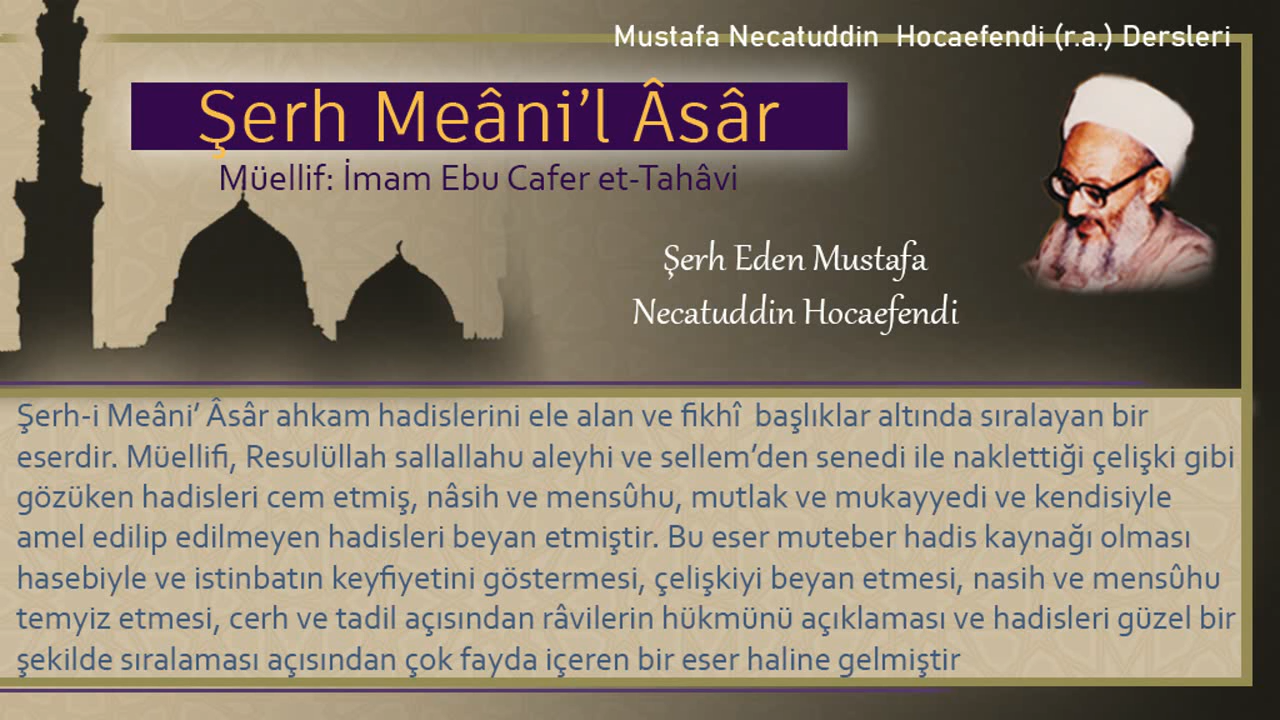 Mustafa Necatuddin Hocaefendi (r.a.) Dersleri
Şerh Meâni’l Âsâr
Müellif: İmam Ebu Cafer et-Tahâvi
Şerh Eden Mustafa
Necatuddin Hocaefendi
Şerh-i Meâni’ Âsâr ahkam hadislerini ele alan ve fikhî başlıklar altında sıralayan bir
eserdir. Müellifi, Resulüllah sallallahu aleyhi ve sellem’den senedi ile naklettiği çelişki gibi
gözüken hadisleri cem etmiş, nâsih ve mensûhu, mutlak ve mukayyedi ve kendisiyle
amel edilip edilmeyen hadisleri beyan etmiştir. Bu eser muteber hadis kaynağı olması
hasebiyle ve istinbatın keyfiyetini göstermesi, çelişkiyi beyan etmesi, nasih ve mensûhu
temyiz etmesi, cerh ve tadil açısından râvilerin hükmünü açıklaması ve hadisleri güzel bir
şekilde sıralaması açısından çok fayda içeren bir eser haline gelmiştir